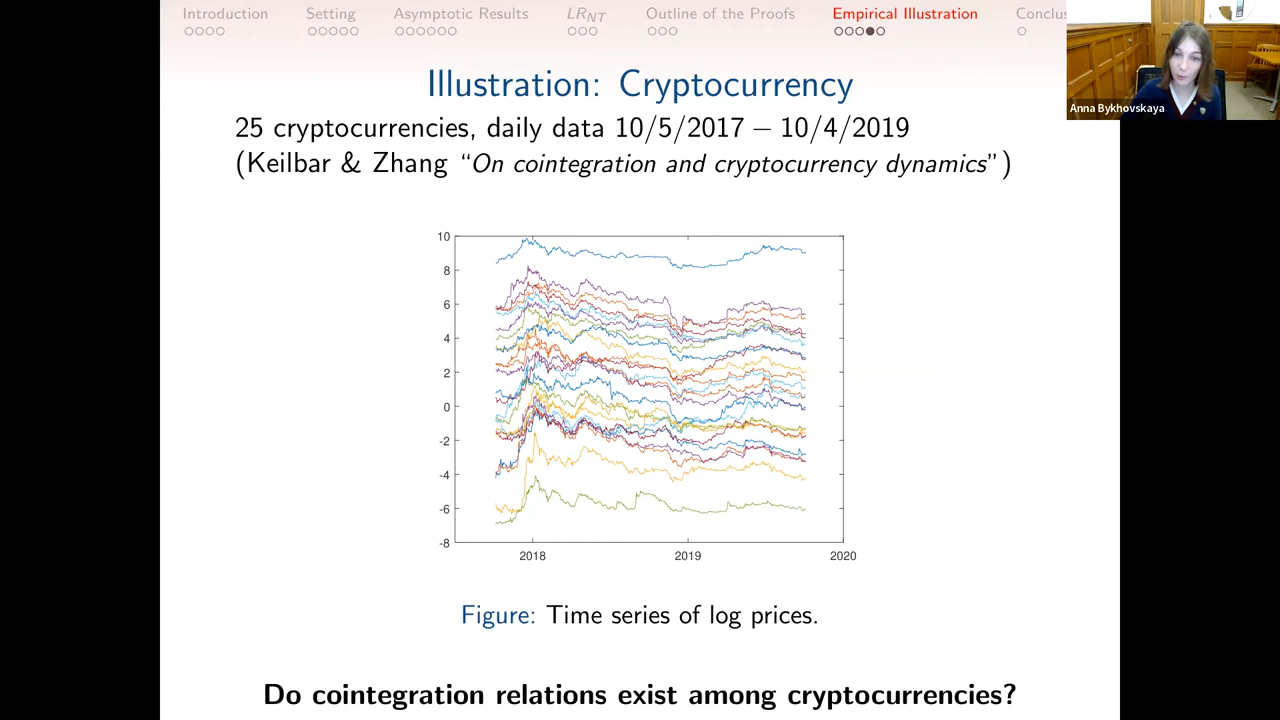 Introduction Setting Asymptotic Results LR_NT Outline of the Proofs Empirical Illustration Conclus
Anna Bykhovskaya
Illustration: Cryptocurrency
25 cryptocurrencies, daily data 10/5/2017 – 10/4/2019
(Keilbar & Zhang “On cointegration and cryptocurrency dynamics”)
10
8
6
4
2
0
-2
-4
-6
-8
2018 2019 2020
Figure: Time series of log prices.
Do cointegration relations exist among cryptocurrencies?